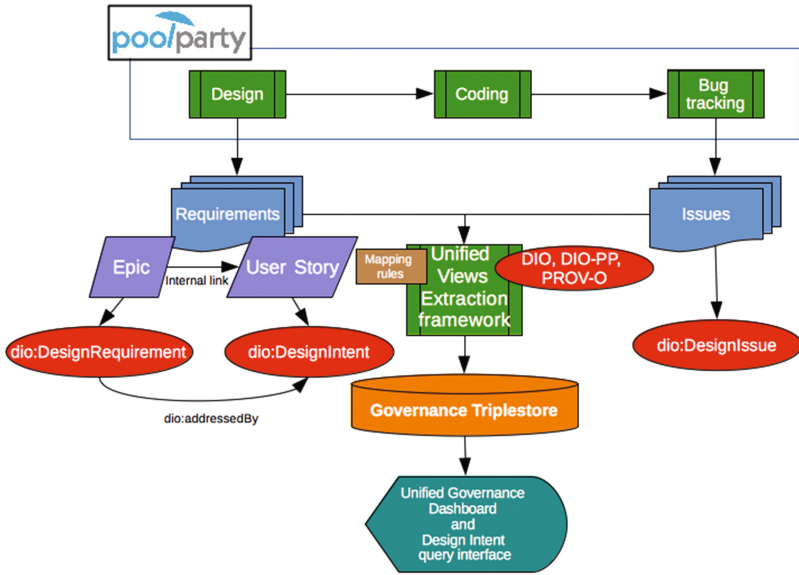 poolparty
Design
Coding
Bug
tracking
Requirements
Issues
Epic
Internal link
User Story
Mapping
rules
Unified
Views
Extraction
framework
DIO, DIO-PP,
PROV-O
dio:DesignRequirement
dio:DesignIntent
dio:DesignIssue
dio:addressedBy
Governance Triplestore
Unified Governance
Dashboard
and
Design Intent
query interface